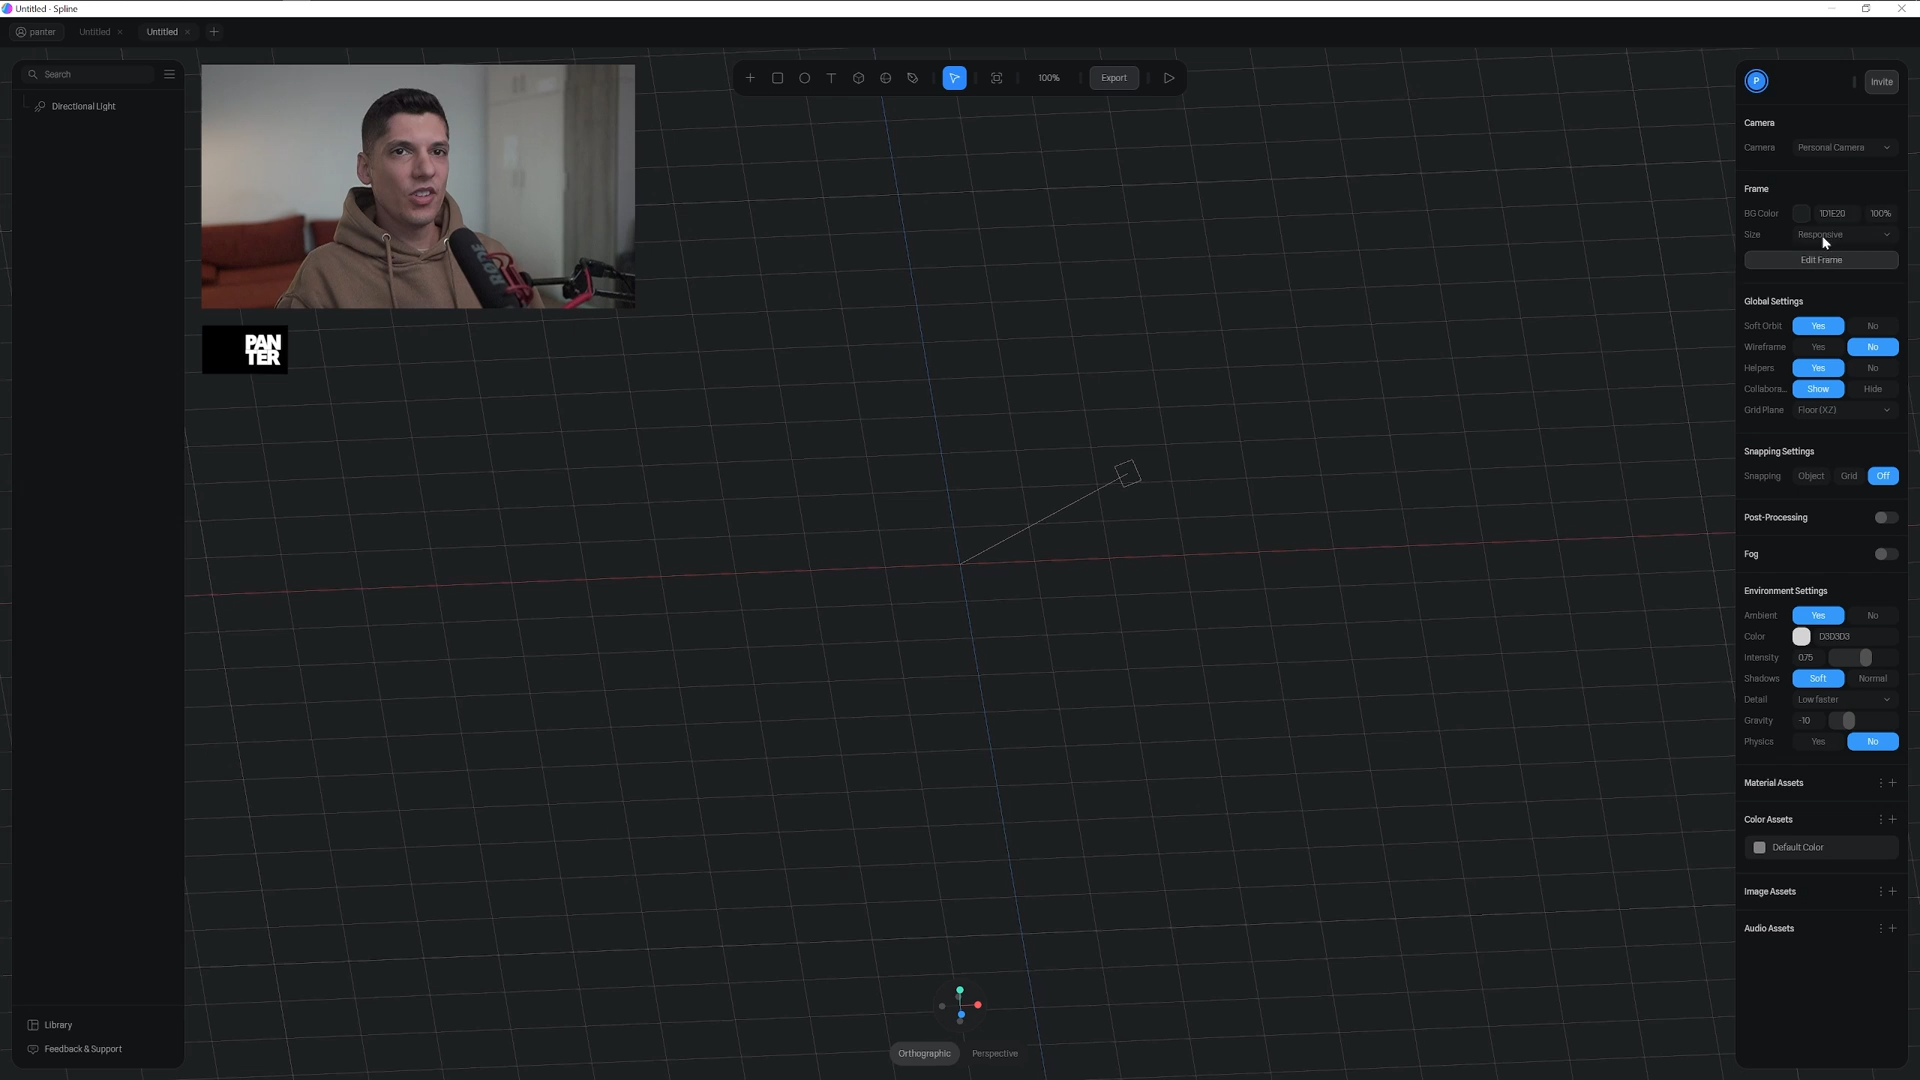 Untitled - Spline
panter
Untitled
Untitled
Search
Directional Light
100%
Export
P
Invite
Camera
Camera
Personal Camera
Frame
BG Color
1D1E20
100%
Size
Responsive
Edit Frame
Global Settings
Soft Orbit
Yes
No
Wireframe
Yes
No
Helpers
Yes
No
Collabora...
Show
Hide
Grid Plane
Floor (XZ)
Snapping Settings
Snapping
Object
Grid
Off
Post-Processing
Fog
Environment Settings
Ambient
Yes
No
Color
D3D3D3
Intensity
0.75
Shadows
Soft
Normal
Detail
Low faster
Gravity
-10
Physics
Yes
No
Material Assets
Color Assets
Default Color
Image Assets
Audio Assets
RODE
PAN
TER
Library
Feedback & Support
Orthographic
Perspective